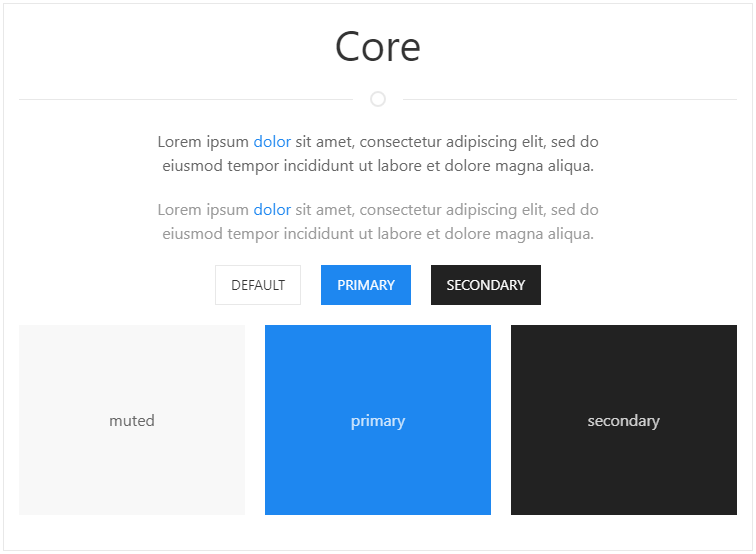 Core
Lorem ipsum dolor sit amet, consectetur adipiscing elit, sed do
eiusmod tempor incididunt ut labore et dolore magna aliqua.
Lorem ipsum dolor sit amet, consectetur adipiscing elit, sed do
eiusmod tempor incididunt ut labore et dolore magna aliqua.
DEFAULT PRIMARY SECONDARY
muted primary secondary